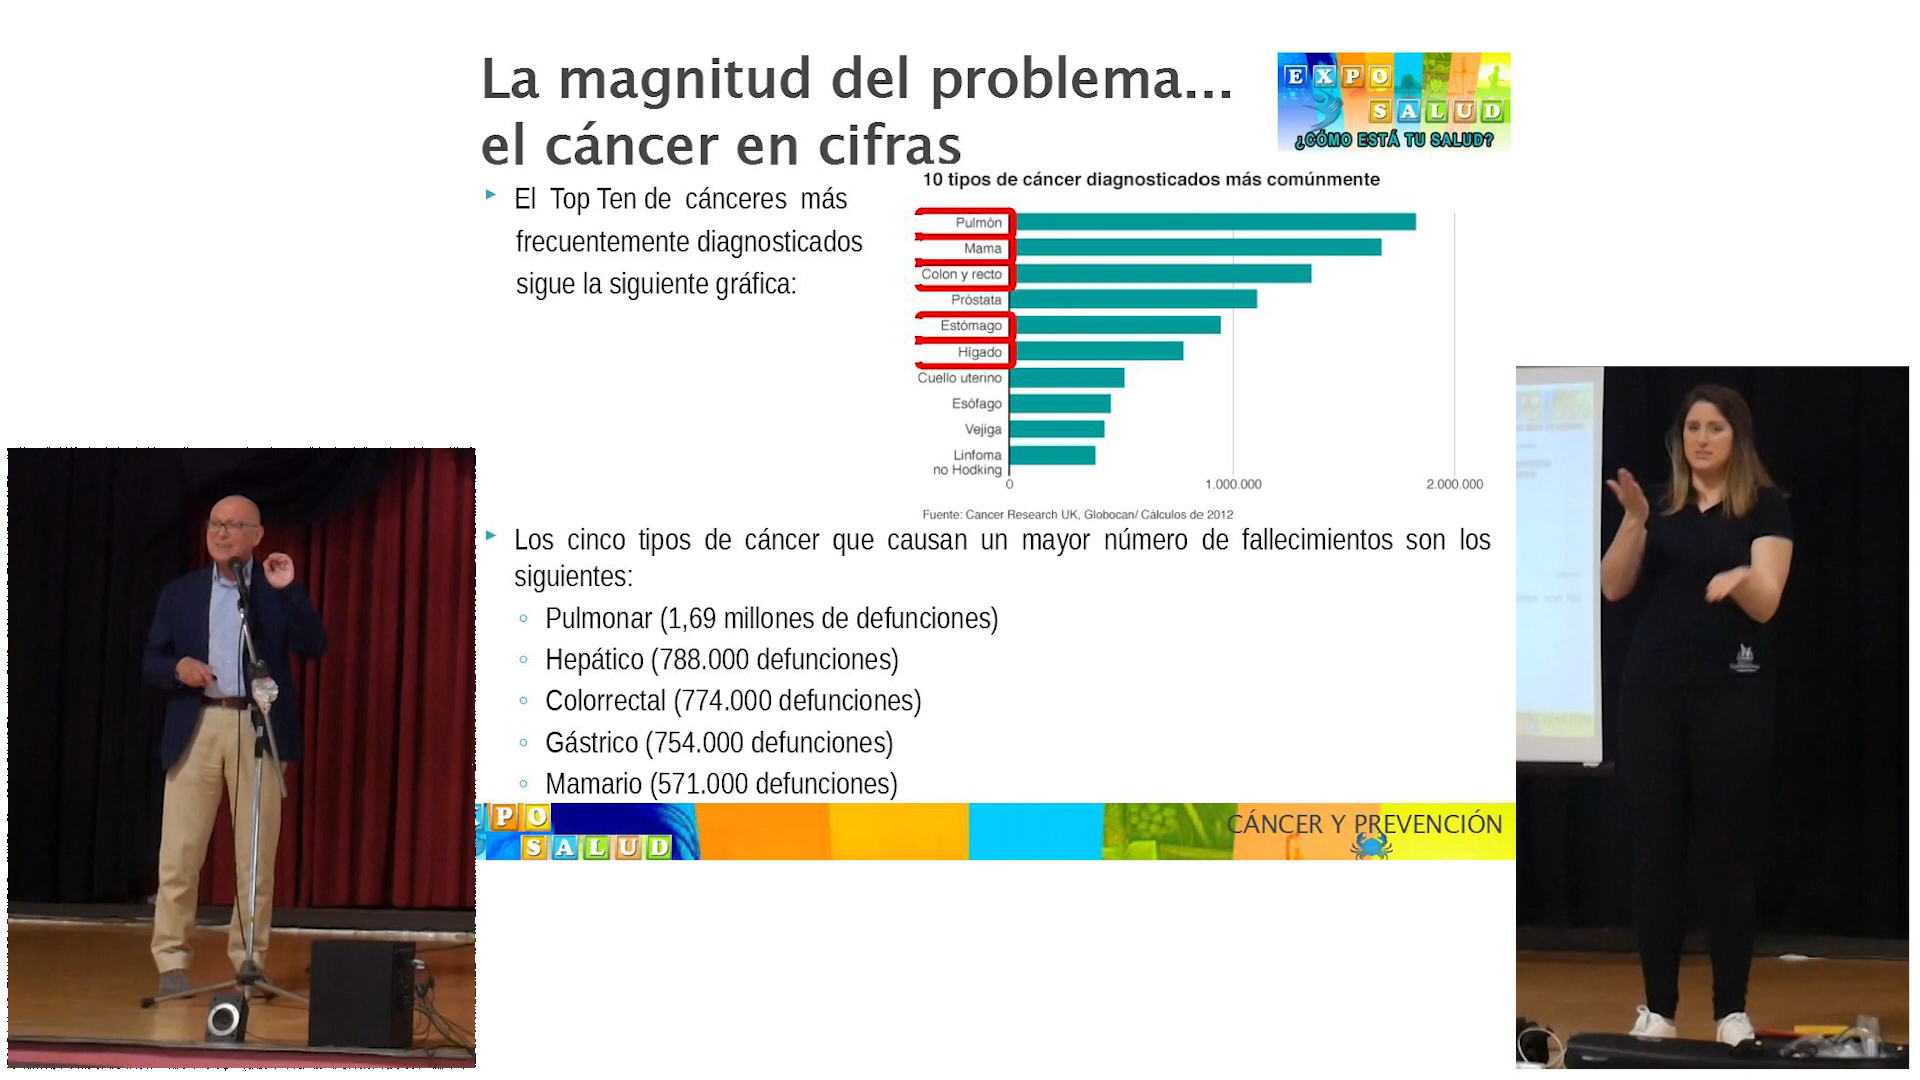 La magnitud del problema...
el cáncer en cifras
EXPO
SALUD
¿CÓMO ESTÁ TU SALUD?
El Top Ten de cánceres más
frecuentemente diagnosticados
sigue la siguiente gráfica:
10 tipos de cáncer diagnosticados más comúnmente
Pulmón
Mama
Colon y recto
Próstata
Estómago
Hígado
Cuello uterino
Esófago
Vejiga
Linfoma
no Hodking
0 1.000.000 2.000.000
Fuente: Cancer Research UK, Globocan/ Cálculos de 2012
Los cinco tipos de cáncer que causan un mayor número de fallecimientos son los
siguientes:
Pulmonar (1,69 millones de defunciones)
Hepático (788.000 defunciones)
Colorrectal (774.000 defunciones)
Gástrico (754.000 defunciones)
Mamario (571.000 defunciones)
PO
SALUD
CÁNCER Y PREVENCIÓN